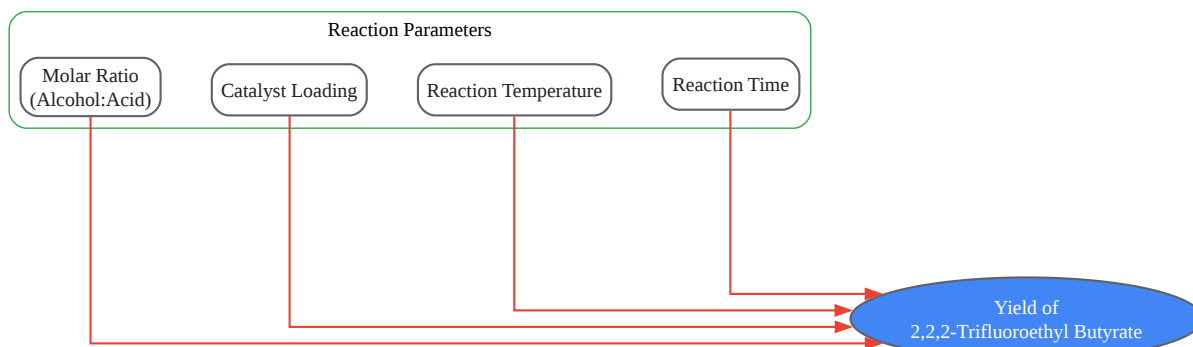 Reaction Parameters
Molar Ratio
(Alcohol:Acid)
Catalyst Loading
Reaction Temperature
Reaction Time
Yield of
2,2,2-Trifluoroethyl Butyrate